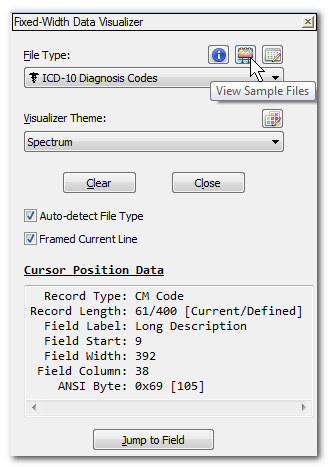 Fixed-Width Data Visualizer
File Type:
ICD-10 Diagnosis Codes
View Sample Files
Visualizer Theme:
Spectrum
Clear Close
Auto-detect File Type
Framed Current Line
Cursor Position Data
Record Type: CM Code
Record Length: 61/400 [Current/Defined]
Field Label: Long Description
Field Start: 9
Field Width: 392
Field Column: 38
ANSI Byte: 0x69 [105]
Jump to Field